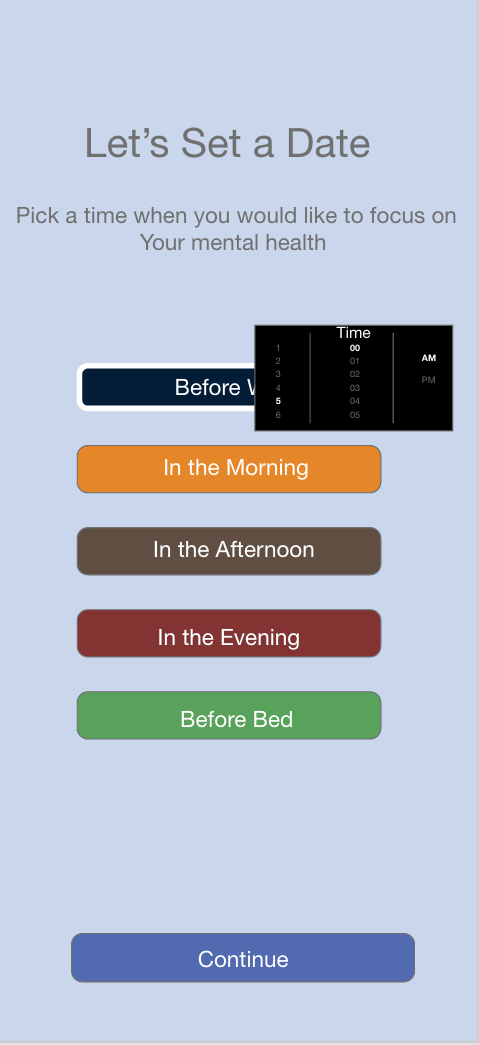 Let’s Set a Date
Pick a time when you would like to focus on
Your mental health
Time
1 00
2 01 AM
3 02 PM
4 03
5 04
6 05
Before
In the Morning
In the Afternoon
In the Evening
Before Bed
Continue